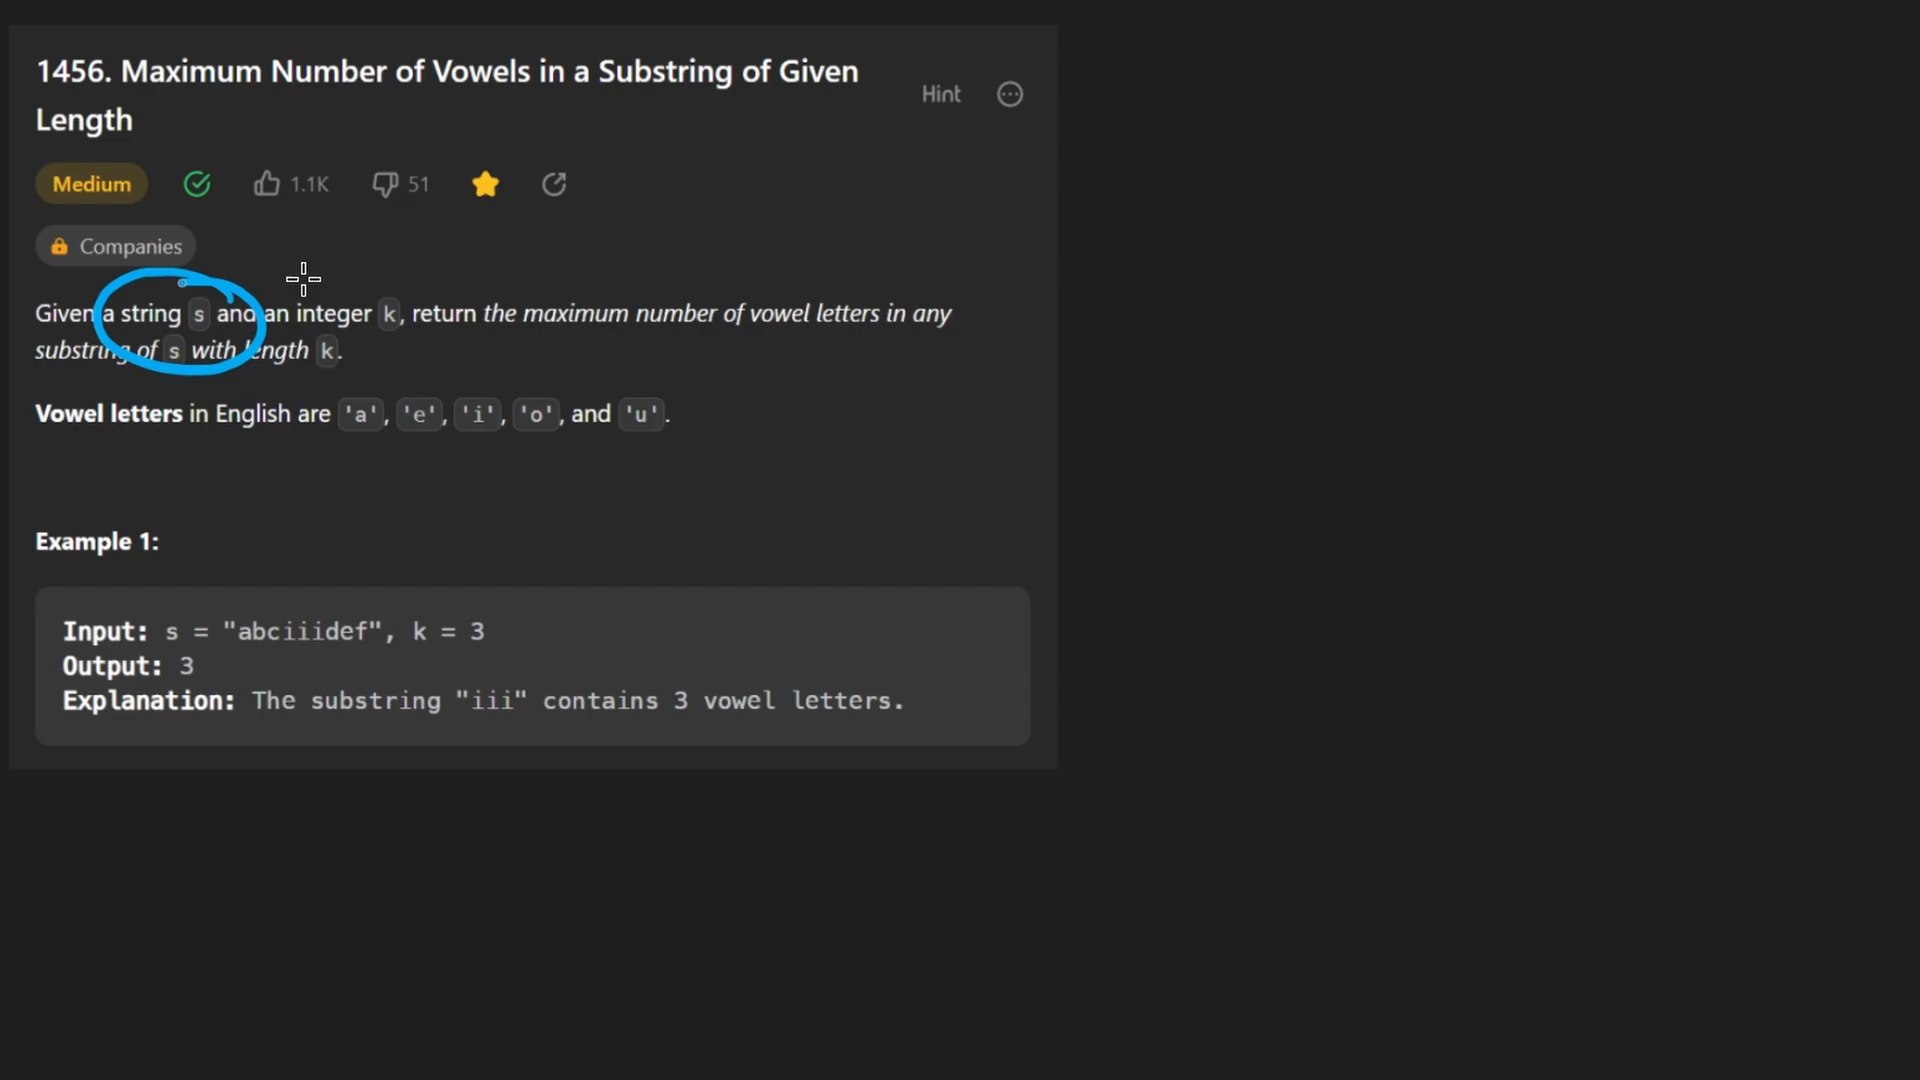 1456. Maximum Number of Vowels in a Substring of Given
Length
Hint
Medium
1.1K
51
Companies
Given a string s and an integer k, return the maximum number of vowel letters in any
substring of s with length k.
Vowel letters in English are 'a', 'e', 'i', 'o', and 'u'.
Example 1:
Input: s = "abciiidef", k = 3
Output: 3
Explanation: The substring "iii" contains 3 vowel letters.